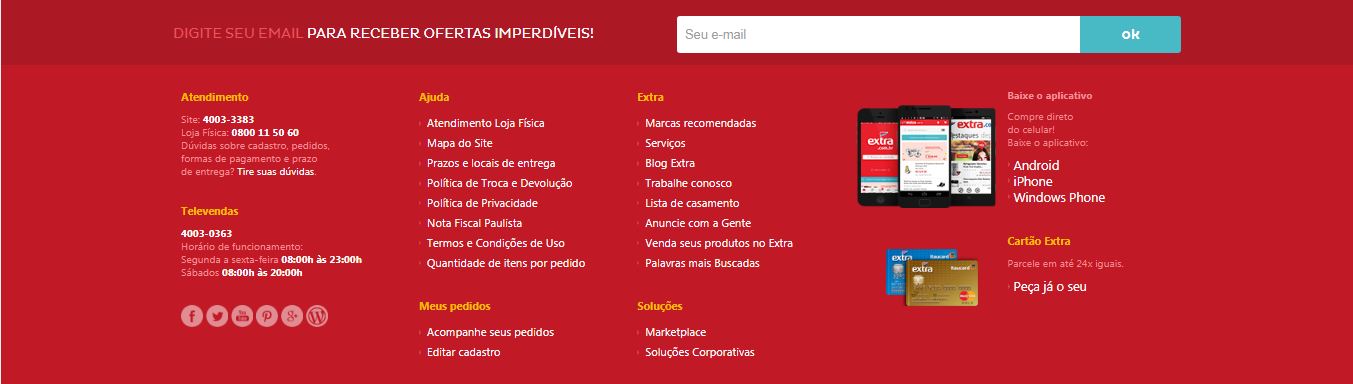 DIGITE SEU EMAIL PARA RECEBER OFERTAS IMPERDÍVEIS!
Seu e-mail
ok
Atendimento
Site: 4003-3383
Loja Física: 0800 11 50 60
Dúvidas sobre cadastro, pedidos,
formas de pagamento e prazo
de entrega? Tire suas dúvidas.
Televendas
4003-0363
Horário de funcionamento:
Segunda a sexta-feira 08:00h às 23:00h
Sábados 08:00h às 20:00h
Ajuda
Atendimento Loja Física
Mapa do Site
Prazos e locais de entrega
Política de Troca e Devolução
Política de Privacidade
Nota Fiscal Paulista
Termos e Condições de Uso
Quantidade de itens por pedido
Meus pedidos
Acompanhe seus pedidos
Editar cadastro
Extra
Marcas recomendadas
Serviços
Blog Extra
Trabalhe conosco
Lista de casamento
Anuncie com a Gente
Venda seus produtos no Extra
Palavras mais Buscadas
Soluções
Marketplace
Soluções Corporativas
extra
.com.br
extra.co
estaques dep
Baixe o aplicativo
Compre direto
do celular!
Baixe o aplicativo:
Android
iPhone
Windows Phone
extra
Itaucard
Cartão Extra
Parcele em até 24x iguais.
Peça já o seu